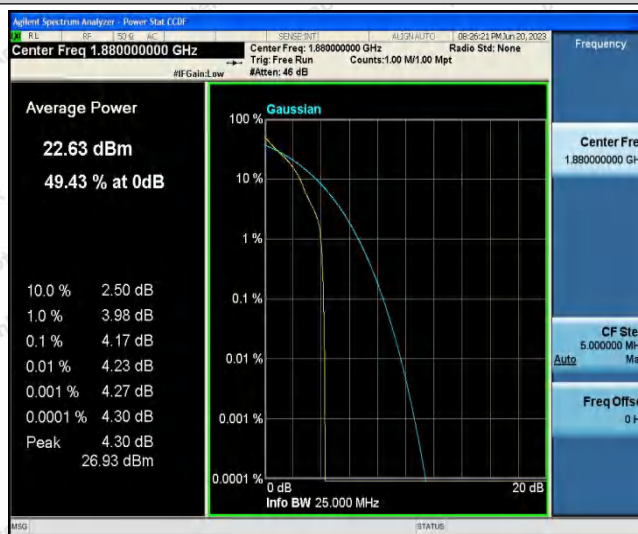 Agilent Spectrum Analyzer - Power Stat CCDF
RL RF 50 Ω AC SENSE:INT ALIGN AUTO 08:26:21 PM Jun 20, 2023
Center Freq 1.880000000 GHz
Center Freq: 1.880000000 GHz Radio Std: None
Trig: Free Run Counts:1.00 M/1.00 Mpt
#IFGain:Low #Atten: 46 dB
Frequency
Average Power
22.63 dBm
49.43 % at 0dB
10.0 % 2.50 dB
1.0 % 3.98 dB
0.1 % 4.17 dB
0.01 % 4.23 dB
0.001 % 4.27 dB
0.0001 % 4.30 dB
Peak 4.30 dB
26.93 dBm
Gaussian
100 %
10 %
1 %
0.1 %
0.01 %
0.001 %
0.0001 %
0 dB 20 dB
Info BW 25.000 MHz
Center Fre
1.880000000 GH
CF Ste
5.000000 MH
Auto Ma
Freq Offse
0 H
MSG STATUS